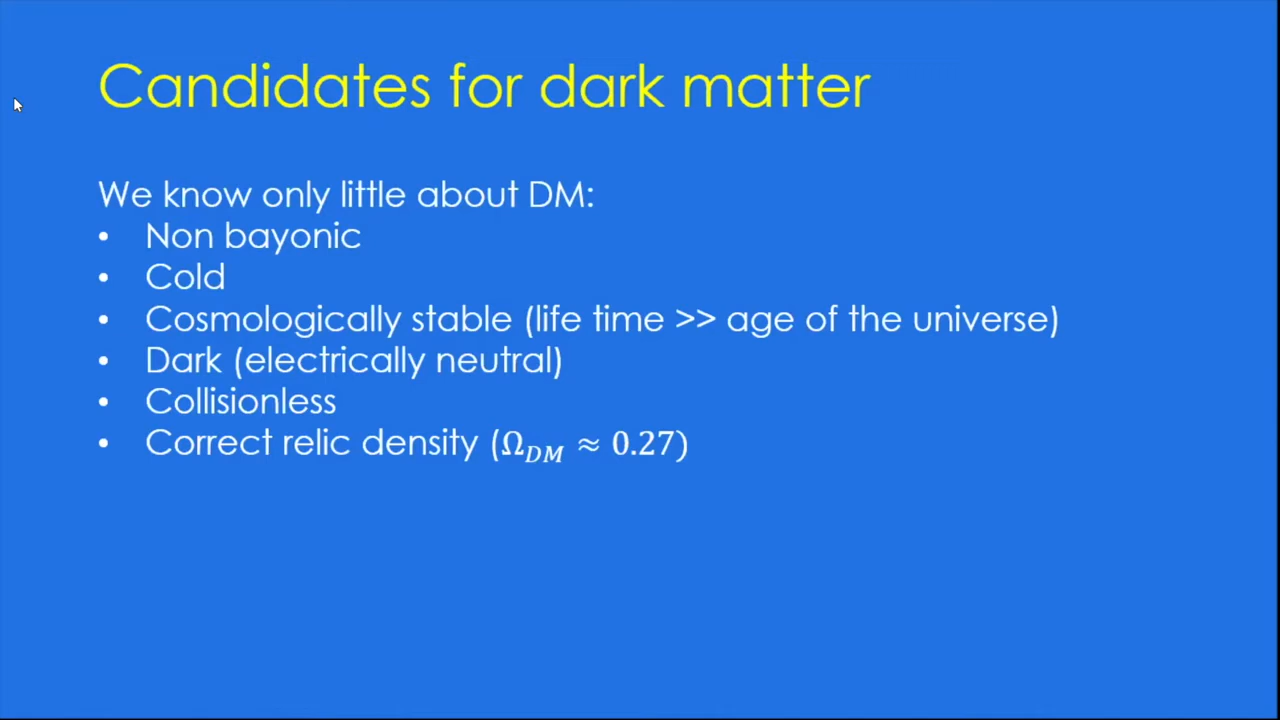 Candidates for dark matter
We know only little about DM:
• Non bayonic
• Cold
• Cosmologically stable (life time >> age of the universe)
• Dark (electrically neutral)
• Collisionless
• Correct relic density (Ω_DM ≈ 0.27)